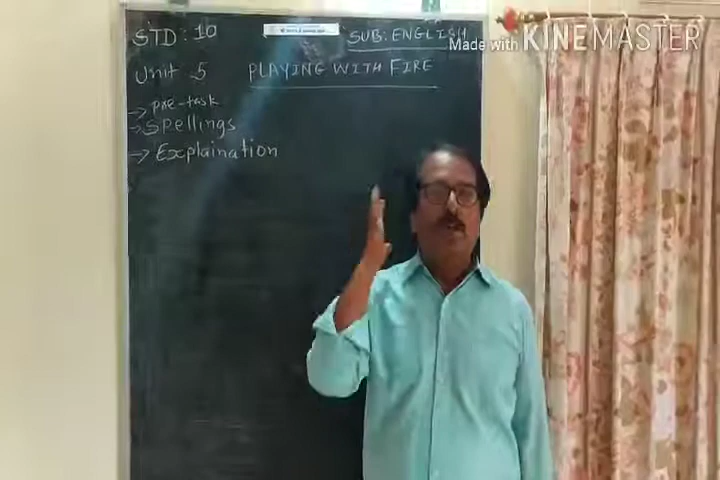 STD : 10
SUB: ENGLISH
Made with KINEMASTER
Unit 5
PLAYING WITH FIRE
→ Pre-task
→ Spellings
→ Explaination